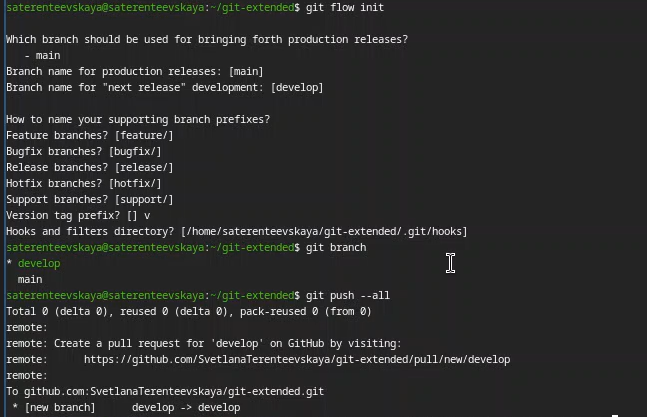 saterenteevskaya@saterenteevskaya:~/git-extended$ git flow init
Which branch should be used for bringing forth production releases?
- main
Branch name for production releases: [main]
Branch name for "next release" development: [develop]
How to name your supporting branch prefixes?
Feature branches? [feature/]
Bugfix branches? [bugfix/]
Release branches? [release/]
Hotfix branches? [hotfix/]
Support branches? [support/]
Version tag prefix? [] v
Hooks and filters directory? [/home/saterenteevskaya/git-extended/.git/hooks]
saterenteevskaya@saterenteevskaya:~/git-extended$ git branch
* develop
main
saterenteevskaya@saterenteevskaya:~/git-extended$ git push --all
Total 0 (delta 0), reused 0 (delta 0), pack-reused 0 (from 0)
remote:
remote: Create a pull request for 'develop' on GitHub by visiting:
remote:      https://github.com/SvetlanaTerenteevskaya/git-extended/pull/new/develop
remote:
To github.com:SvetlanaTerenteevskaya/git-extended.git
* [new branch]      develop -> develop